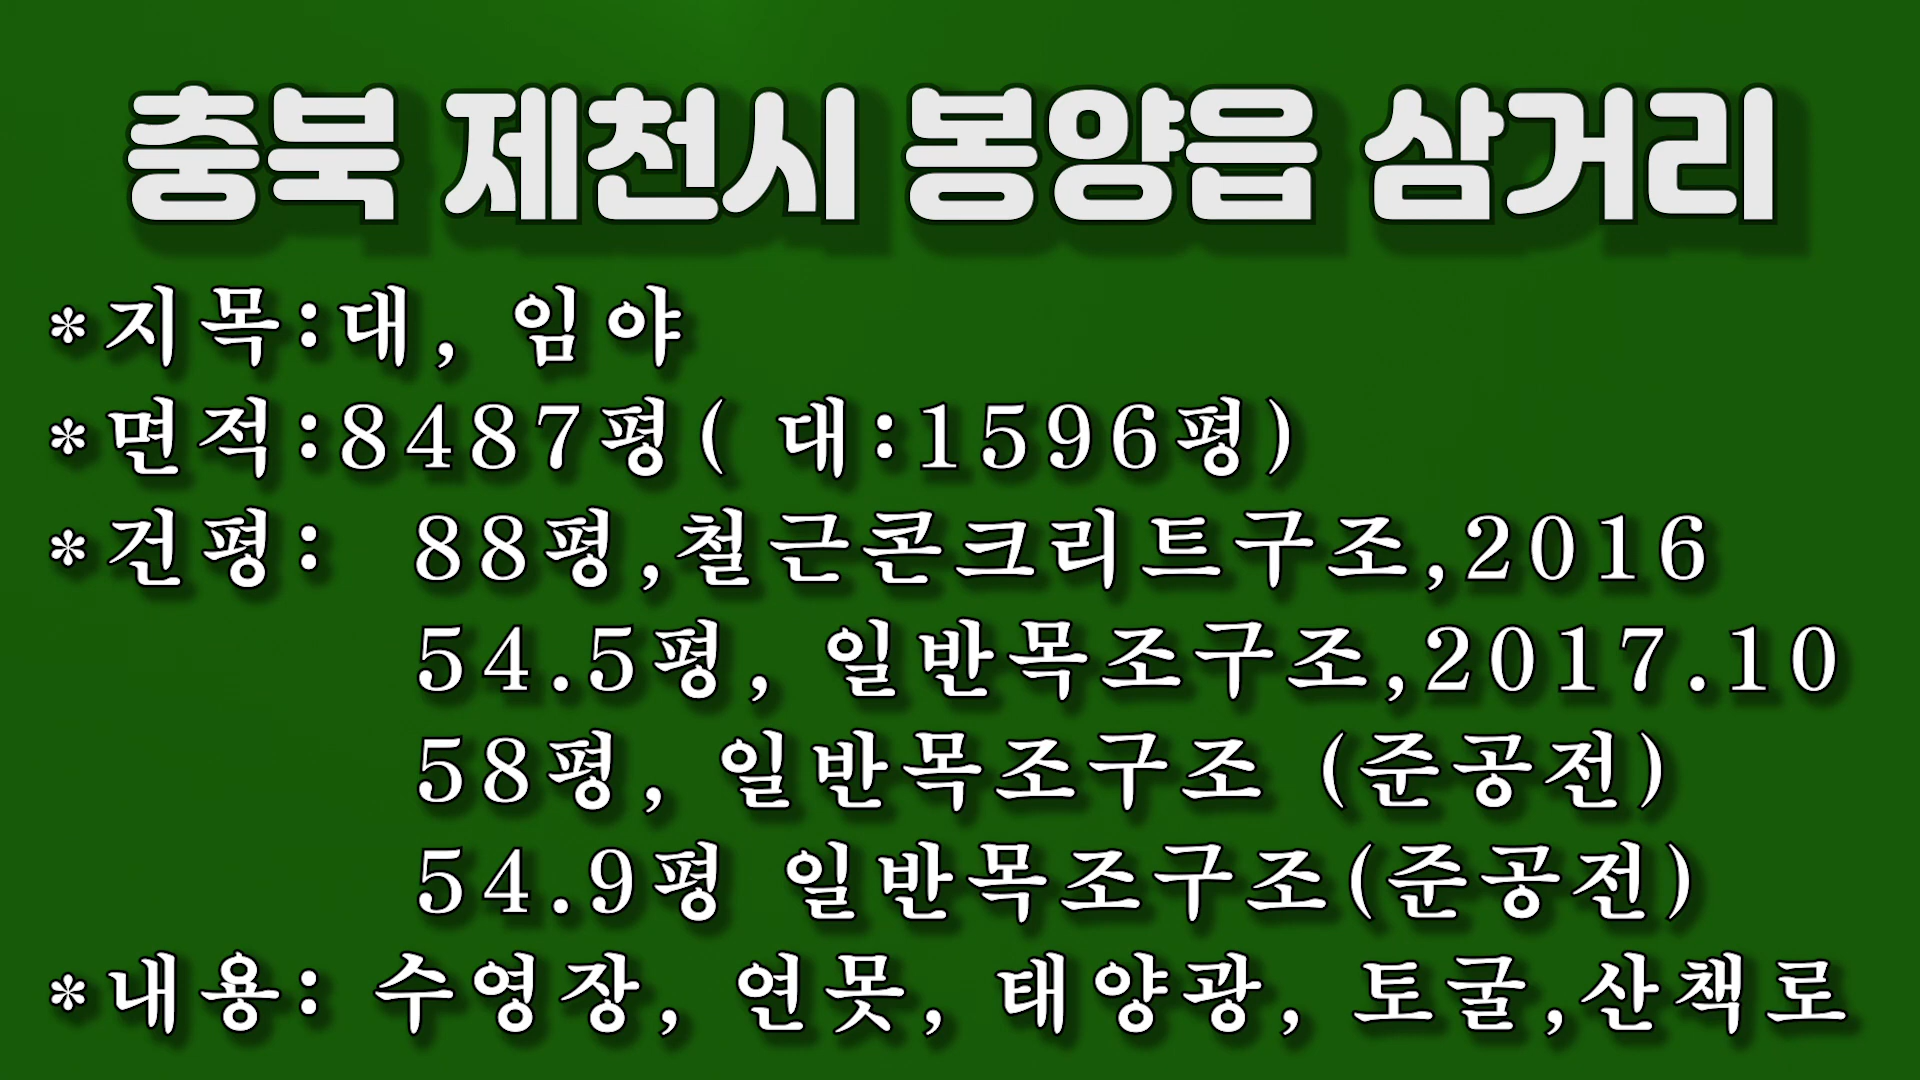 충북 제천시 봉양읍 삼거리
*지목:대, 임야
*면적:8487평( 대:1596평)
*건평: 88평,철근콘크리트구조,2016
54.5평, 일반목조구조,2017.10
58평, 일반목조구조 (준공전)
54.9평 일반목조구조(준공전)
*내용: 수영장, 연못, 태양광, 토굴,산책로